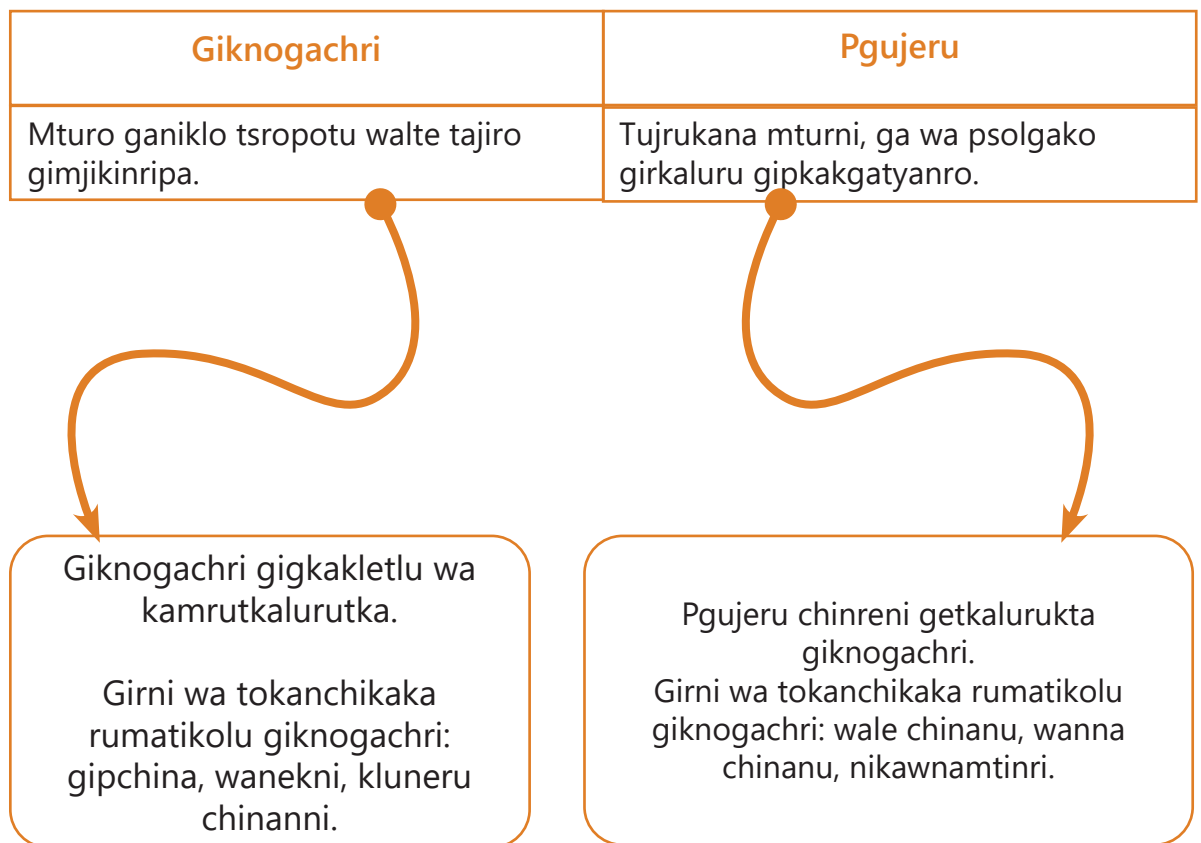 Giknogachri
Pgujeru
Mturo ganiklo tsropotu walte tajiro
gimjikinripa.
Tujrukana mturni, ga wa psolgako
girkaluru gipkakgatyanro.
Giknogachri gigkakletlu wa
kamrutkalurutka.
Girni wa tokanchikaka
rumatikolu giknogachri:
gipchina, wanekni, kluneru
chinanni.
Pgujeru chinreni getkalurukta
giknogachri.
Girni wa tokanchikaka rumatikolu
giknogachri: wale chinanu, wanna
chinanu, nikawnamtinri.